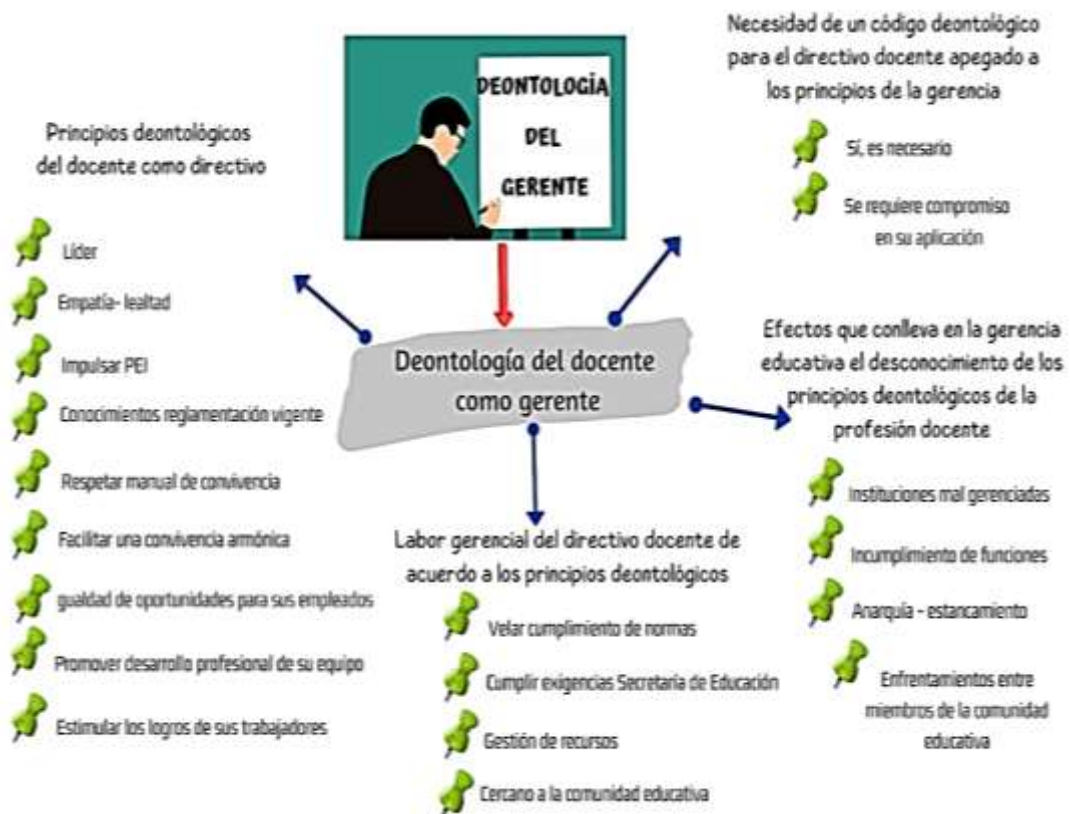 DEONTOLOGÍA
DEL
GERENTE
Deontología del docente
como gerente
Principios deontológicos
del docente como directivo
Líder
Empatía- lealtad
Impulsar PEI
Conocimientos reglamentación vigente
Respetar manual de convivencia
Facilitar una convivencia armónica
gualdad de oportunidades para sus empleados
Promover desarrollo profesional de su equipo
Estimular los logros de sus trabajadores
Labor gerencial del directivo docente de
acuerdo a los principios deontológicos
Velar cumplimiento de normas
Cumplir exigencias Secretaría de Educación
Gestión de recursos
Cercano a la comunidad educativa
Necesidad de un código deontológico
para el directivo docente apegado a
los principios de la gerencia
Sí, es necesario
Se requiere compromiso
en su aplicación
Efectos que conlleva en la gerencia
educativa el desconocimiento de los
principios deontológicos de la
profesión docente
Instituciones mal gerenciadas
Incumplimiento de funciones
Anarquía - estancamiento
Enfrentamientos entre
miembros de la comunidad
educativa